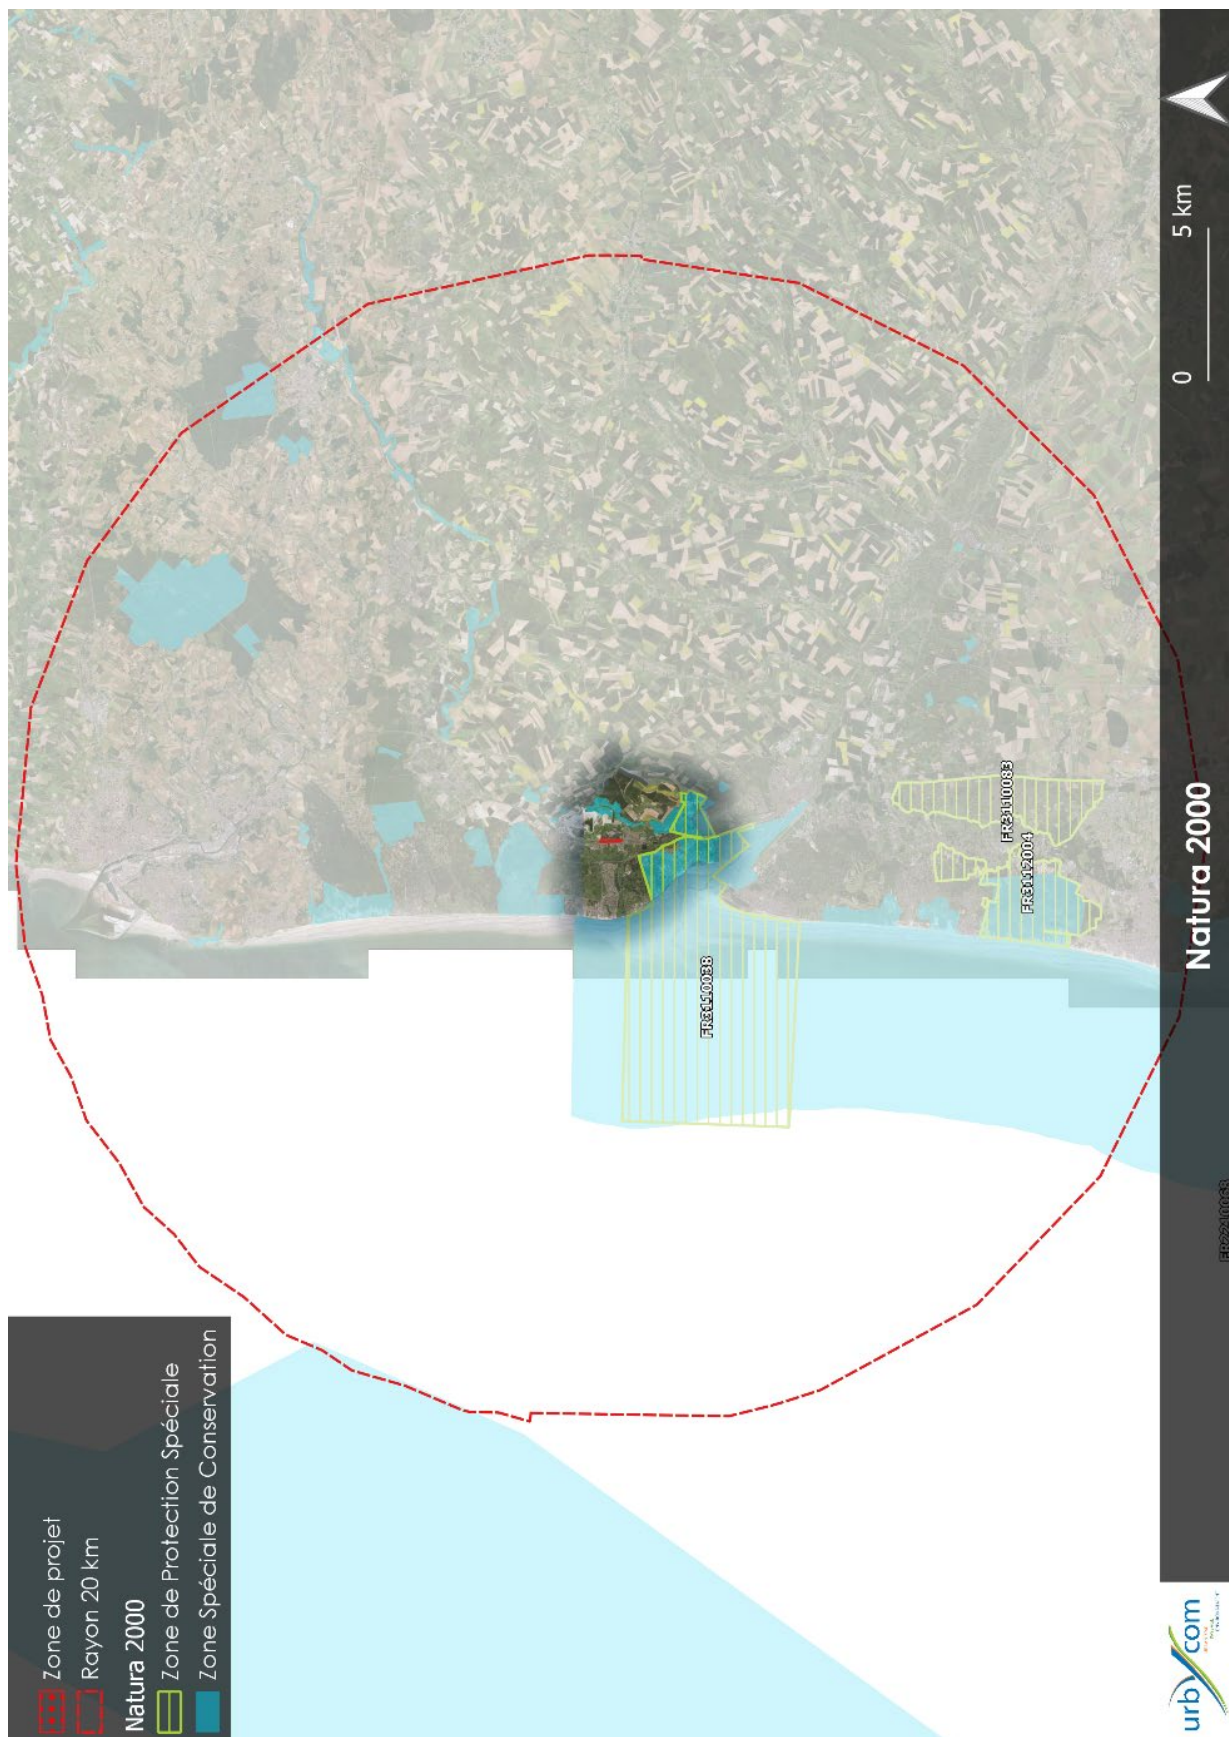 Zone de projet
Rayon 20 km
Natura 2000
Zone de Protection Spéciale
Zone Spéciale de Conservation
FR3110038
FR3110083
FR3112004
Natura 2000
0 5 km
urbycom